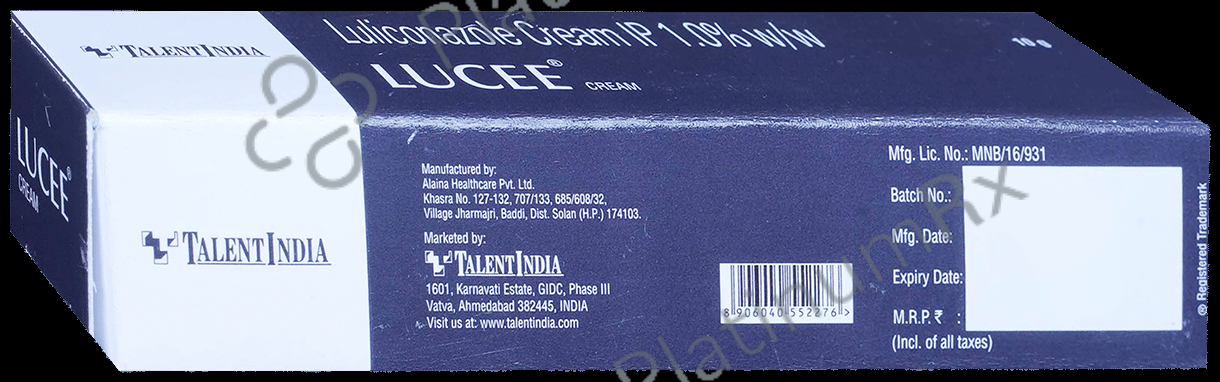 TALENTINDIA
Luliconazole Cream IP 1.0% w/w
10 g
LUCEE® CREAM
LUCEE®
CREAM
TALENTINDIA
Manufactured by:
Alaina Healthcare Pvt. Ltd.
Khasra No. 127-132, 707/133, 685/608/32,
Village Jharmajri, Baddi, Dist. Solan (H.P.) 174103.
Marketed by:
TALENTINDIA
1601, Karnavati Estate, GIDC, Phase III
Vatva, Ahmedabad 382445, INDIA
Visit us at: www.talentindia.com
8 906040 552276 >
Mfg. Lic. No.: MNB/16/931
Batch No.:
Mfg. Date:
Expiry Date:
M.R.P. ₹ :
(Incl. of all taxes)
® Registered Trademark
PlatinumRx
PlatinumRx